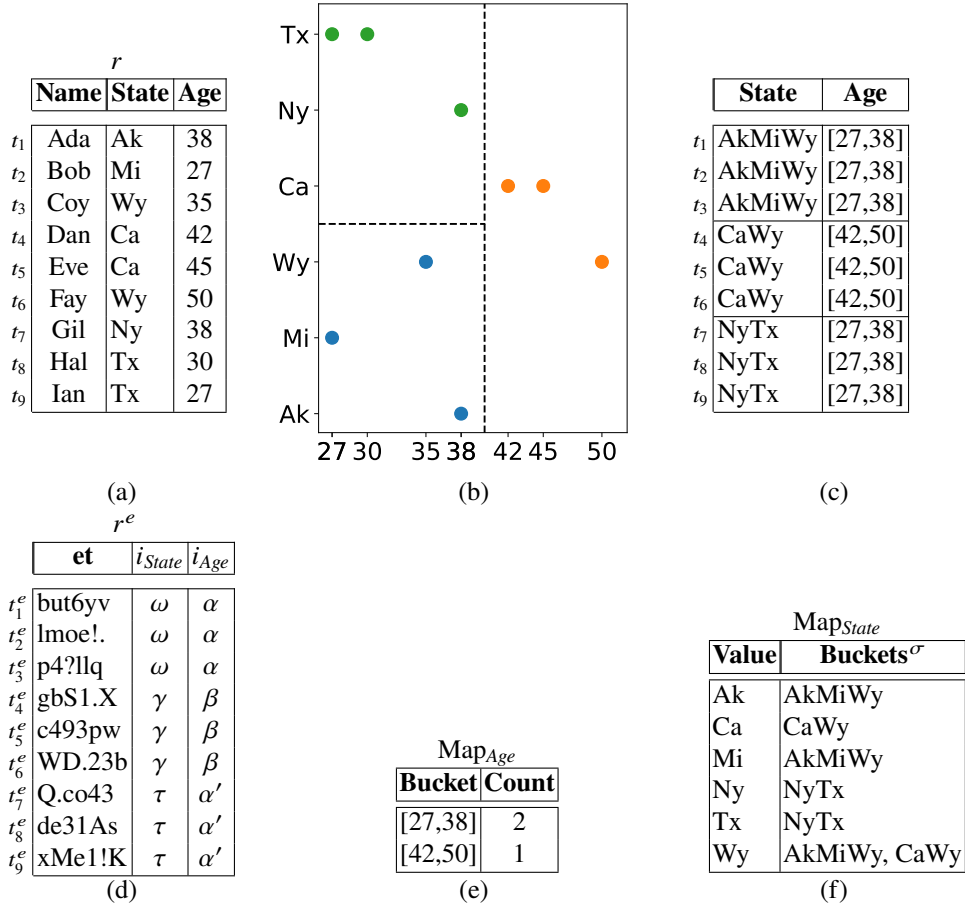 r
Name State Age
t1 Ada Ak 38
t2 Bob Mi 27
t3 Coy Wy 35
t4 Dan Ca 42
t5 Eve Ca 45
t6 Fay Wy 50
t7 Gil Ny 38
t8 Hal Tx 30
t9 Ian Tx 27
(a)
Tx
Ny
Ca
Wy
Mi
Ak
27 30 35 38 42 45 50
(b)
State Age
t1 AkMiWy [27,38]
t2 AkMiWy [27,38]
t3 AkMiWy [27,38]
t4 CaWy [42,50]
t5 CaWy [42,50]
t6 CaWy [42,50]
t7 NyTx [27,38]
t8 NyTx [27,38]
t9 NyTx [27,38]
(c)
r^e
et i_State i_Age
t1^e but6yv ω α
t2^e lmoe!. ω α
t3^e p4?llq ω α
t4^e gbS1.X γ β
t5^e c493pw γ β
t6^e WD.23b γ β
t7^e Q.co43 τ α′
t8^e de31As τ α′
t9^e xMe1!K τ α′
(d)
Map_Age
Bucket Count
[27,38] 2
[42,50] 1
(e)
Map_State
Value Buckets^σ
Ak AkMiWy
Ca CaWy
Mi AkMiWy
Ny NyTx
Tx NyTx
Wy AkMiWy, CaWy
(f)